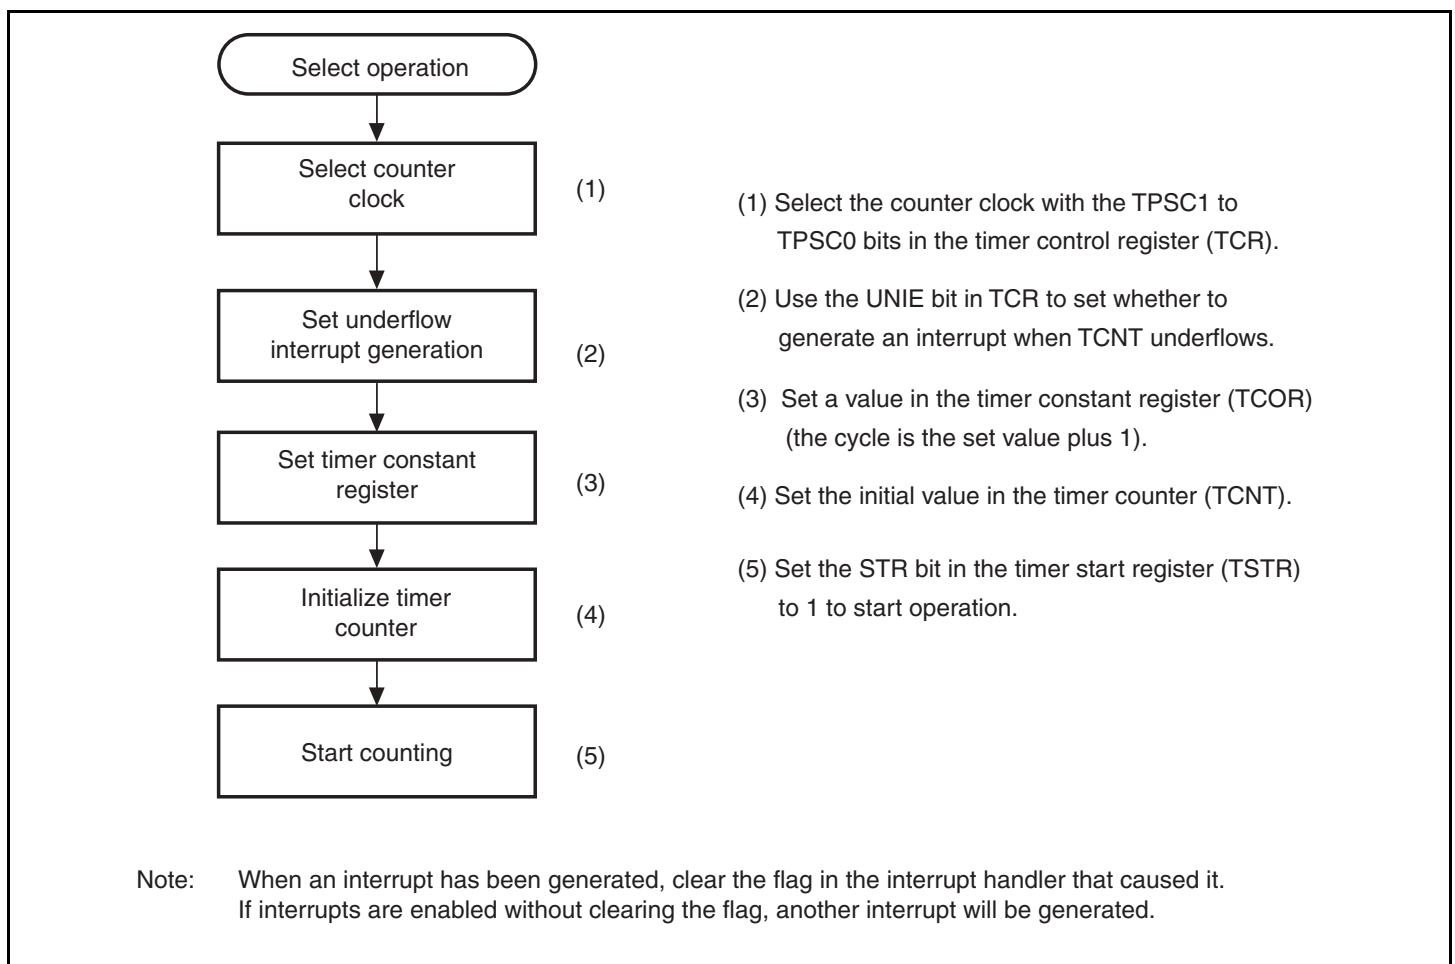 Select operation
Select counter
clock
(1)
Set underflow
interrupt generation
(2)
Set timer constant
register
(3)
Initialize timer
counter
(4)
Start counting
(5)
(1) Select the counter clock with the TPSC1 to
TPSC0 bits in the timer control register (TCR).
(2) Use the UNIE bit in TCR to set whether to
generate an interrupt when TCNT underflows.
(3) Set a value in the timer constant register (TCOR)
(the cycle is the set value plus 1).
(4) Set the initial value in the timer counter (TCNT).
(5) Set the STR bit in the timer start register (TSTR)
to 1 to start operation.
Note: When an interrupt has been generated, clear the flag in the interrupt handler that caused it.
If interrupts are enabled without clearing the flag, another interrupt will be generated.